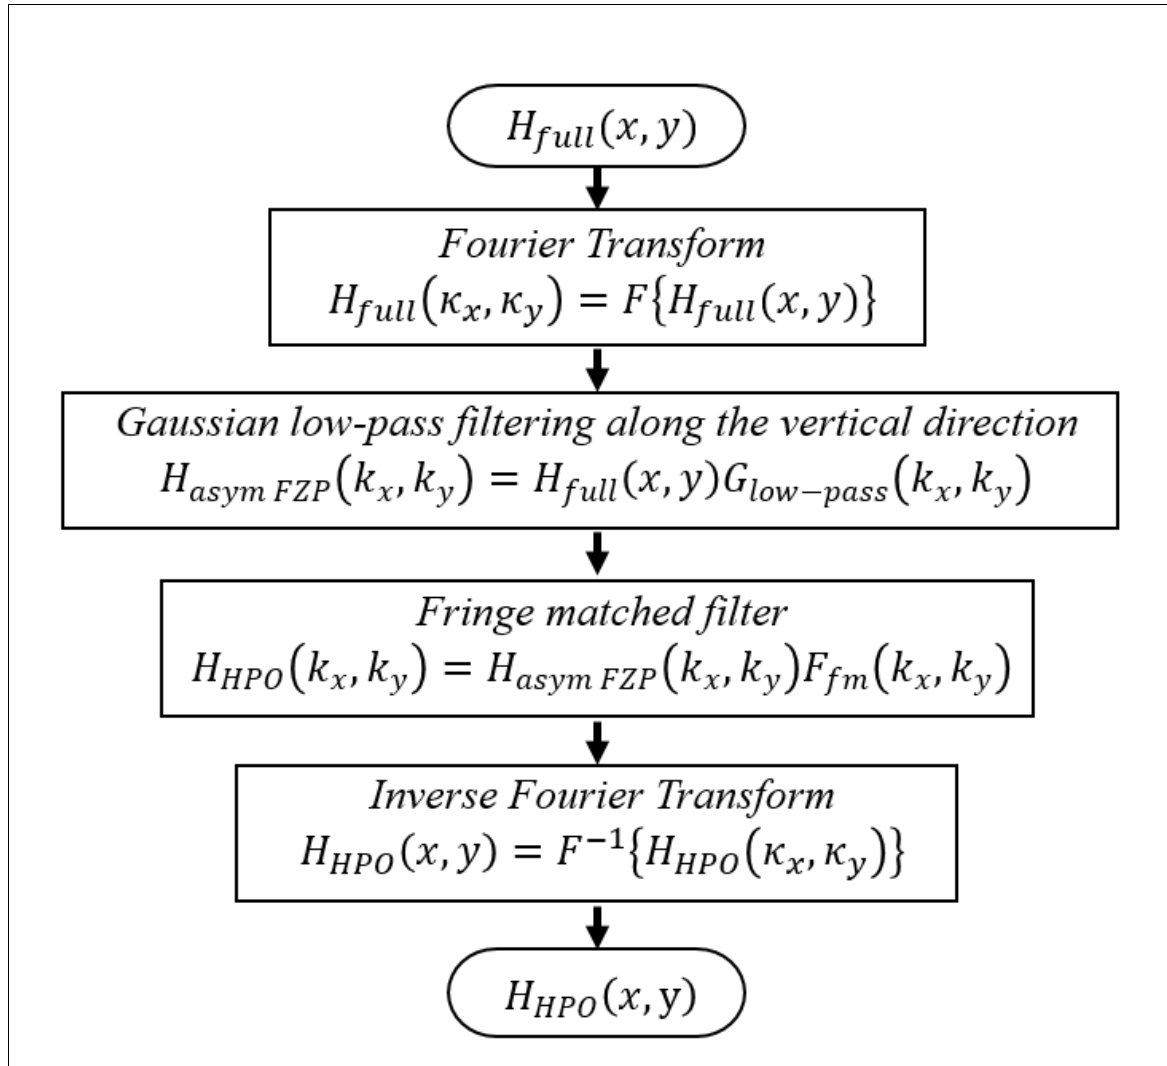 H_{full}(x, y)
Fourier Transform
H_{full}(κ_x, κ_y) = F{H_{full}(x, y)}
Gaussian low-pass filtering along the vertical direction
H_{asym FZP}(k_x, k_y) = H_{full}(x, y)G_{low−pass}(k_x, k_y)
Fringe matched filter
H_{HPO}(k_x, k_y) = H_{asym FZP}(k_x, k_y)F_{fm}(k_x, k_y)
Inverse Fourier Transform
H_{HPO}(x, y) = F^{−1}{H_{HPO}(κ_x, κ_y)}
H_{HPO}(x, y)